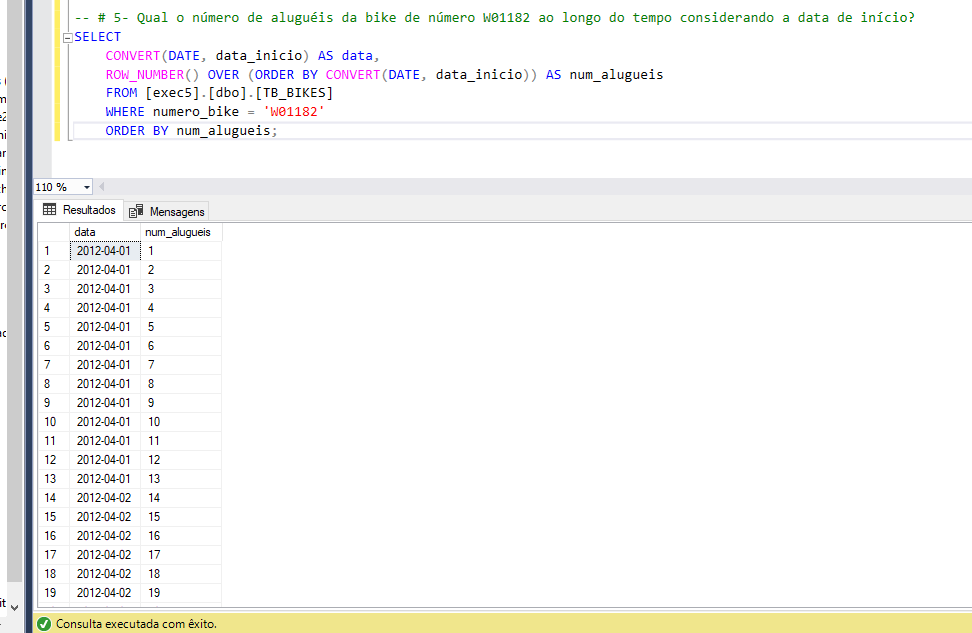 -- # 5- Qual o número de aluguéis da bike de número W01182 ao longo do tempo considerando a data de início?
SELECT
CONVERT(DATE, data_inicio) AS data,
ROW_NUMBER() OVER (ORDER BY CONVERT(DATE, data_inicio)) AS num_alugueis
FROM [exec5].[dbo].[TB_BIKES]
WHERE numero_bike = 'W01182'
ORDER BY num_alugueis;
110 %
Resultados Mensagens
data num_alugueis
1 2012-04-01 1
2 2012-04-01 2
3 2012-04-01 3
4 2012-04-01 4
5 2012-04-01 5
6 2012-04-01 6
7 2012-04-01 7
8 2012-04-01 8
9 2012-04-01 9
10 2012-04-01 10
11 2012-04-01 11
12 2012-04-01 12
13 2012-04-01 13
14 2012-04-02 14
15 2012-04-02 15
16 2012-04-02 16
17 2012-04-02 17
18 2012-04-02 18
19 2012-04-02 19
Consulta executada com êxito.